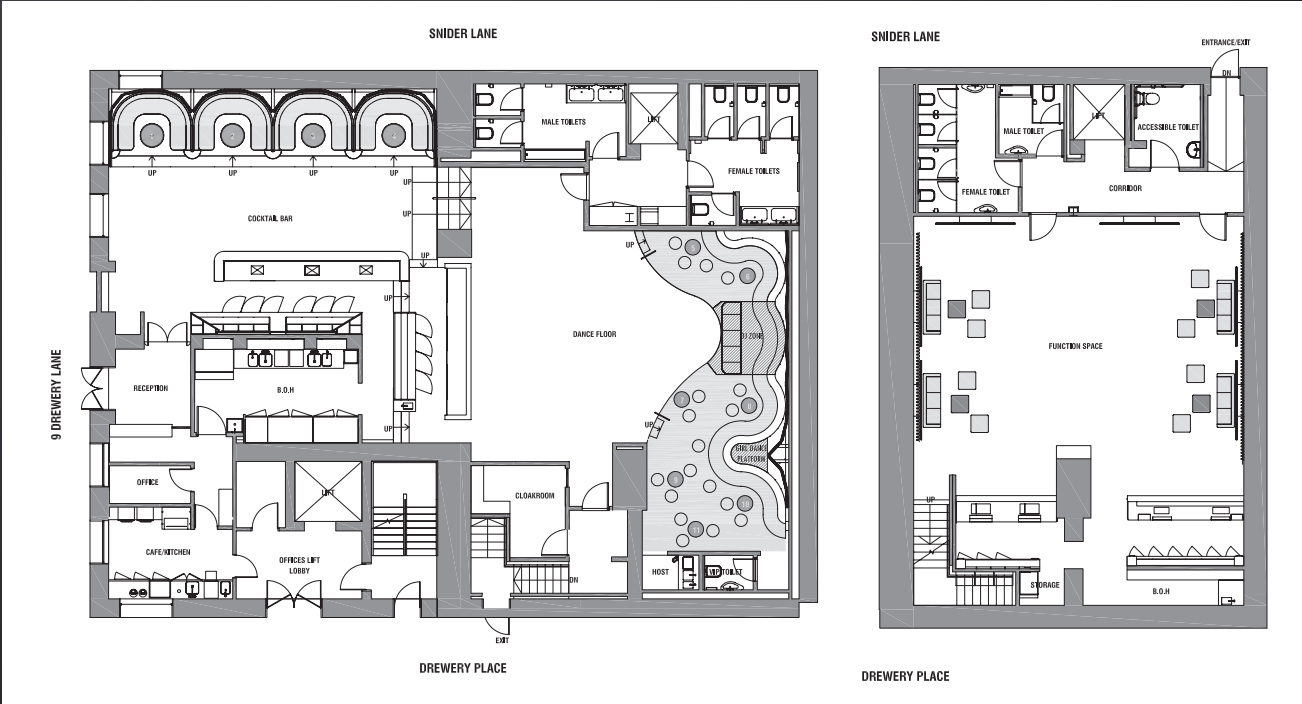 SNIDER LANE
MALE TOILETS
LIFT
FEMALE TOILETS
UP
UP
UP
UP
UP
UP
COCKTAIL BAR
UP
UP
UP
DANCE FLOOR
DJ ZONE
9 DREWERY LANE
RECEPTION
B.O.H
UP
UP
GIRL DANCE
PLATFORM
OFFICE
LIFT
CLOAKROOM
10
11
CAFE/KITCHEN
OFFICES LIFT
LOBBY
DN
HOST
VIP TOILET
EXIT
DREWERY PLACE
SNIDER LANE
ENTRANCE/EXIT
DN
MALE TOILET
LIFT
ACCESSIBLE TOILET
FEMALE TOILET
CORRIDOR
FUNCTION SPACE
UP
STORAGE
B.O.H
DREWERY PLACE